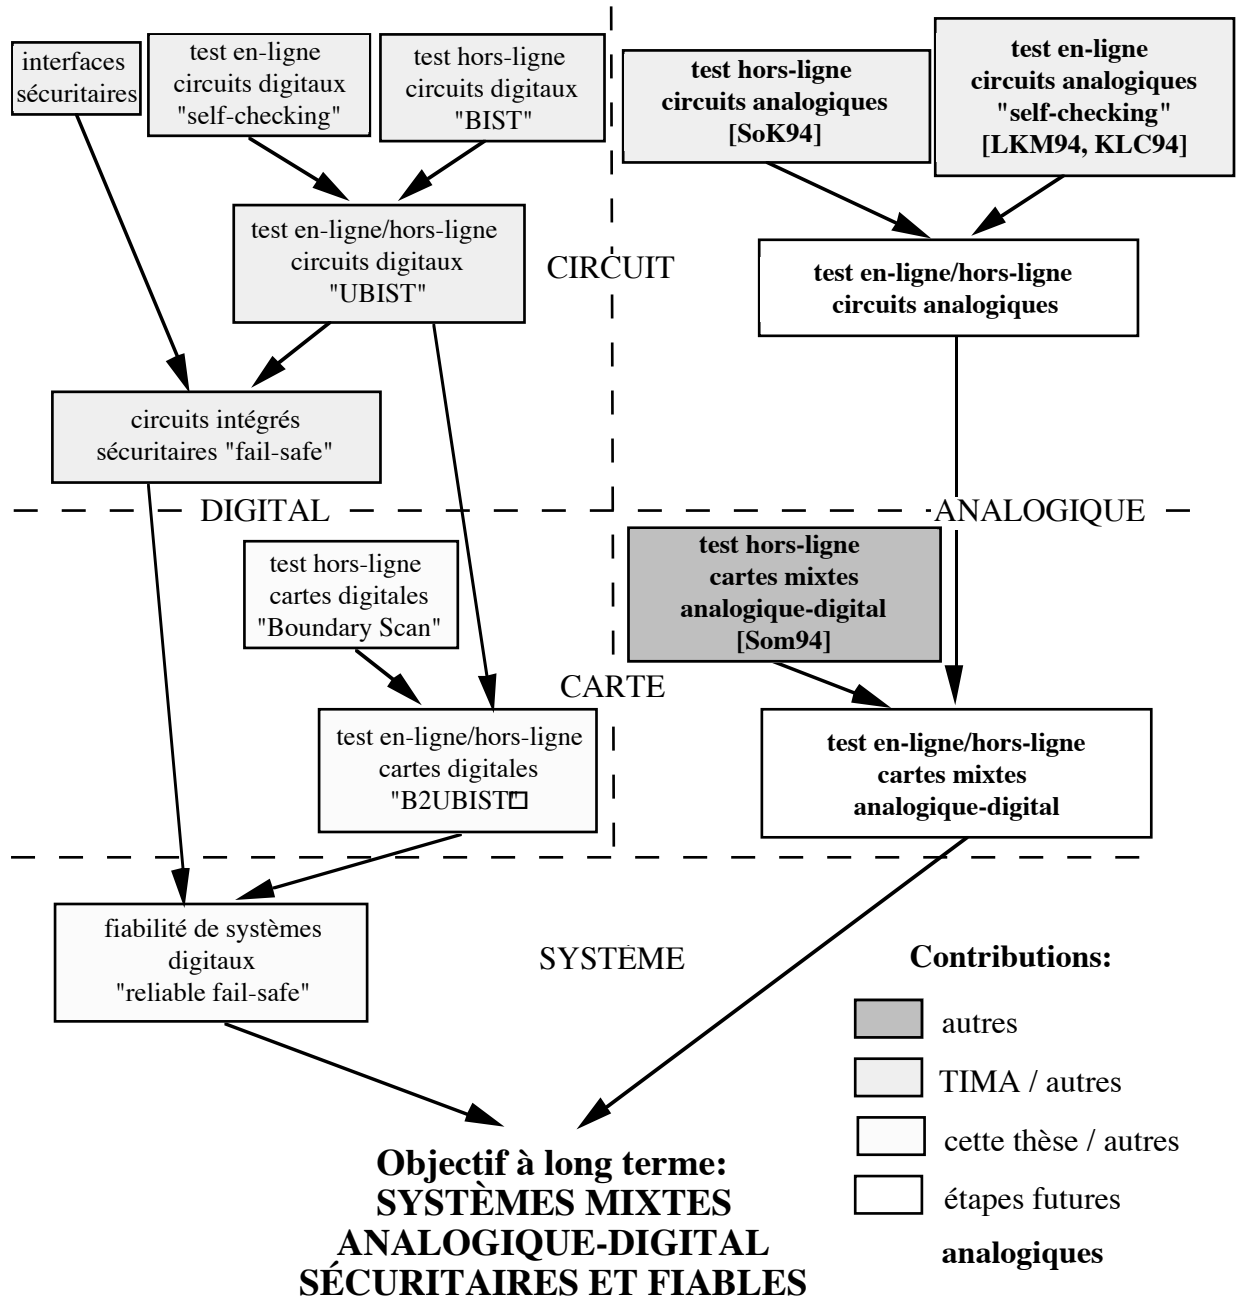 interfaces
sécuritaires
test en-ligne
circuits digitaux
"self-checking"
test hors-ligne
circuits digitaux
"BIST"
test hors-ligne
circuits analogiques
[SoK94]
test en-ligne
circuits analogiques
"self-checking"
[LKM94, KLC94]
test en-ligne/hors-ligne
circuits digitaux
"UBIST"
CIRCUIT
test en-ligne/hors-ligne
circuits analogiques
circuits intégrés
sécuritaires "fail-safe"
DIGITAL
ANALOGIQUE
test hors-ligne
cartes digitales
"Boundary Scan"
test hors-ligne
cartes mixtes
analogique-digital
[Som94]
CARTE
test en-ligne/hors-ligne
cartes digitales
"B2UBIST"
test en-ligne/hors-ligne
cartes mixtes
analogique-digital
fiabilité de systèmes
digitaux
"reliable fail-safe"
SYSTÈME
Contributions:
autres
TIMA / autres
cette thèse / autres
étapes futures
analogiques
Objectif à long terme:
SYSTÈMES MIXTES
ANALOGIQUE-DIGITAL
SÉCURITAIRES ET FIABLES